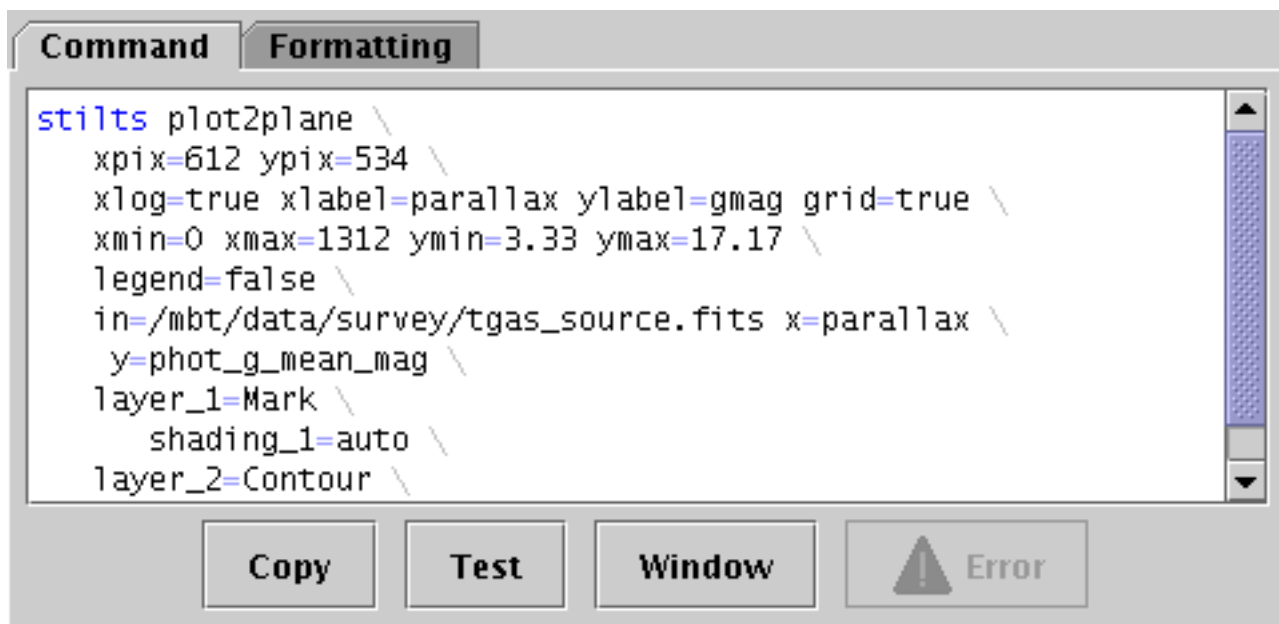 Command Formatting
stilts plot2plane \
xpix=612 ypix=534 \
xlog=true xlabel=parallax ylabel=gmag grid=true \
xmin=0 xmax=1312 ymin=3.33 ymax=17.17 \
legend=false \
in=/mbt/data/survey/tgas_source.fits x=parallax \
y=phot_g_mean_mag \
layer_1=Mark \
shading_1=auto \
layer_2=Contour \
Copy Test Window Error